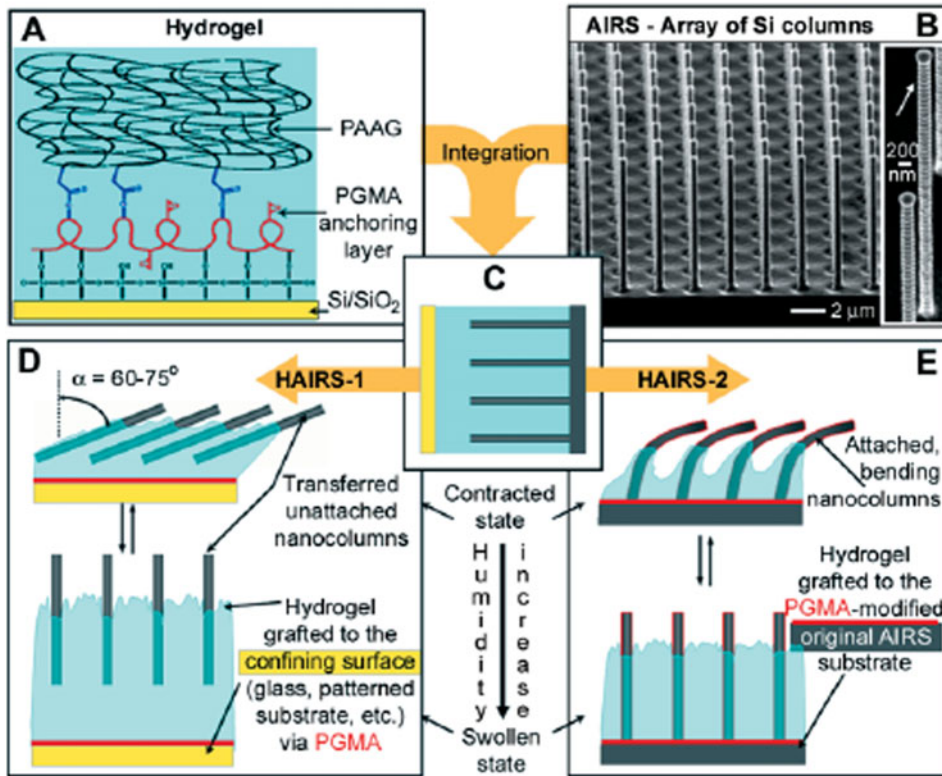 A
Hydrogel
PAAG
PGMA
anchoring
layer
Si/SiO2
AIRS - Array of Si columns
B
200
nm
2 μm
Integration
C
HAIRS-1
HAIRS-2
D
α = 60-75°
Transferred
unattached
nanocolumns
Hydrogel
grafted to the
confining surface
(glass, patterned
substrate, etc.)
via PGMA
Contracted
state
Humidity
increase
Swollen
state
E
Attached,
bending
nanocolumns
Hydrogel
grafted to the
PGMA-modified
original AIRS
substrate